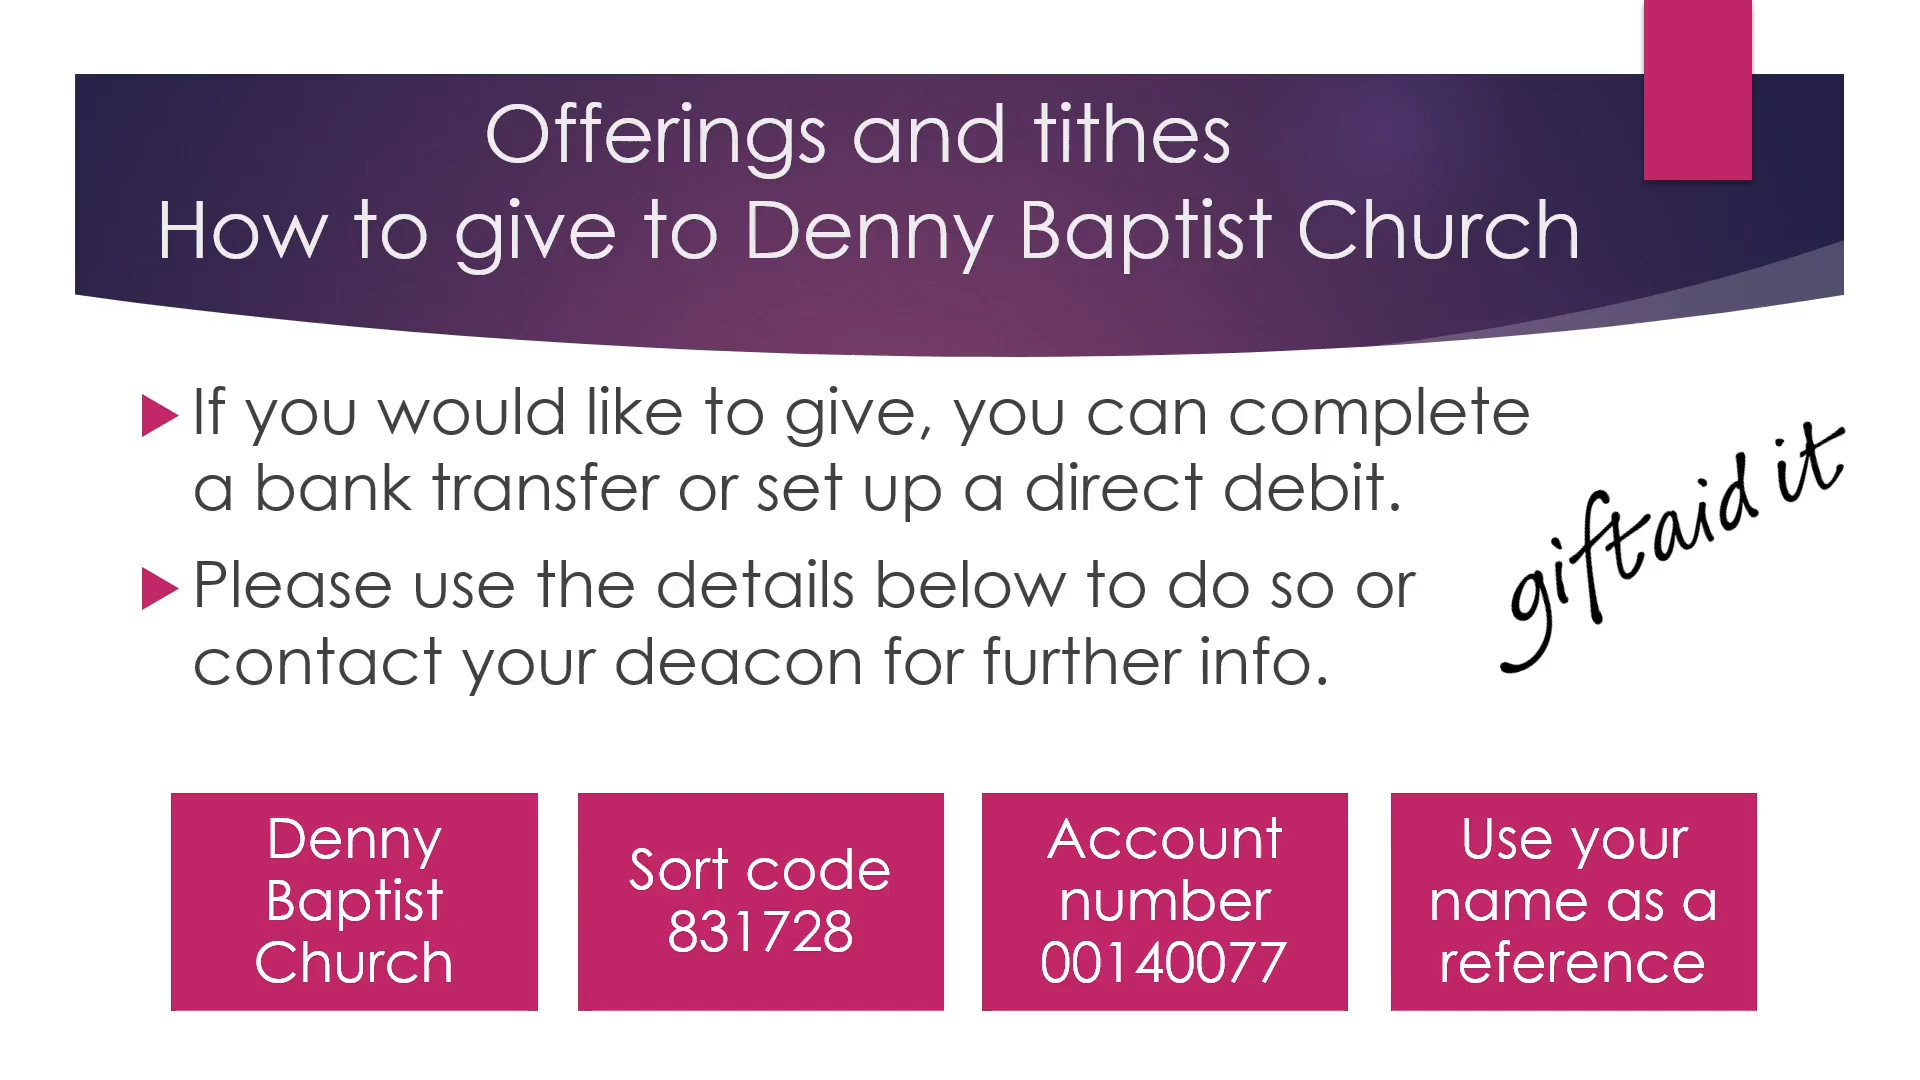 Offerings and tithes
How to give to Denny Baptist Church
If you would like to give, you can complete
a bank transfer or set up a direct debit.
Please use the details below to do so or
contact your deacon for further info.
giftaid it
Denny
Baptist
Church
Sort code
831728
Account
number
00140077
Use your
name as a
reference